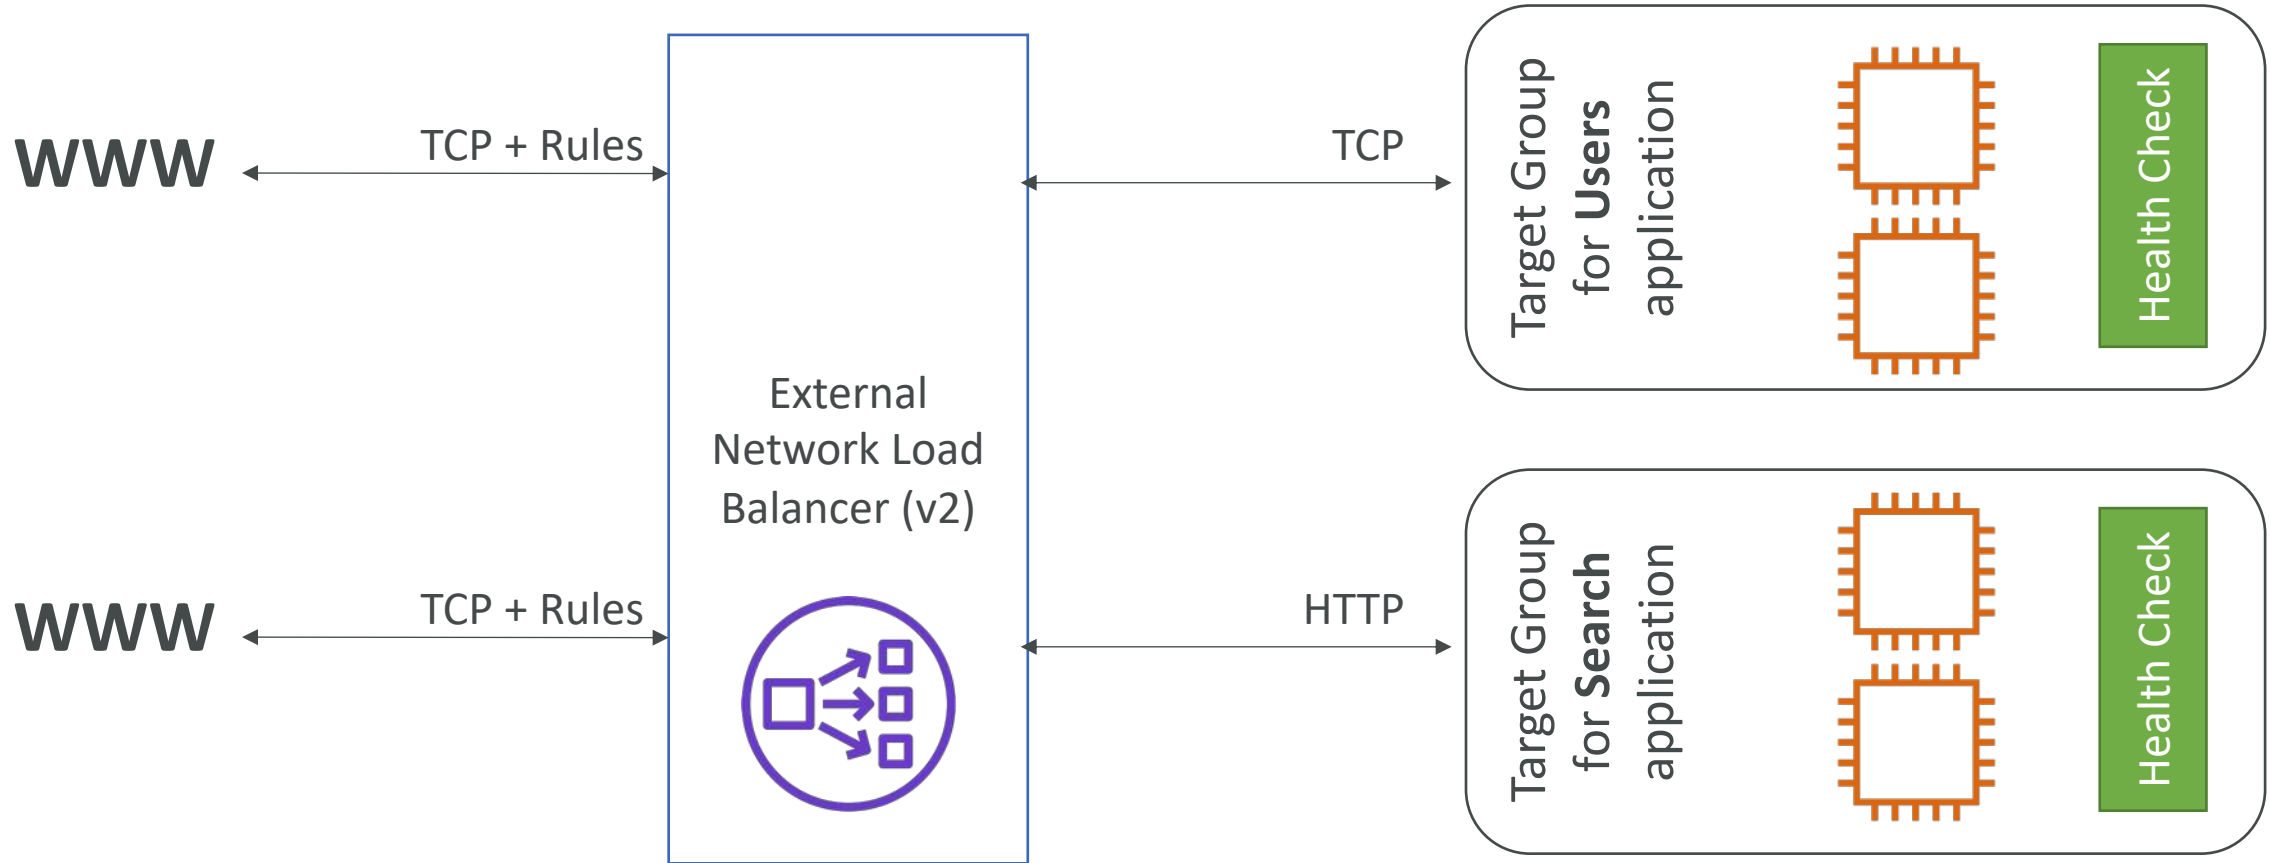 WWW
TCP + Rules
TCP
Target Group
for Users
application
Health Check
External
Network Load
Balancer (v2)
WWW
TCP + Rules
HTTP
Target Group
for Search
application
Health Check